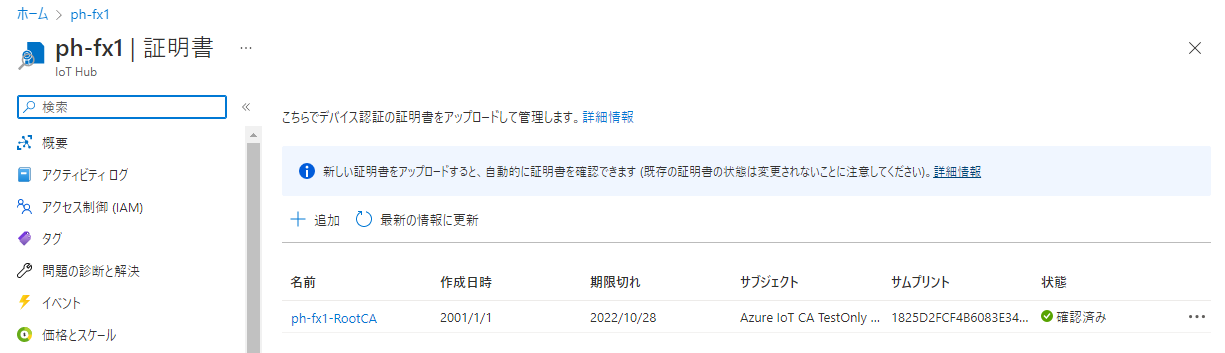 ホーム > ph-fx1
ph-fx1 | 証明書 ...
IoT Hub
検索
概要
アクティビティ ログ
アクセス制御 (IAM)
タグ
問題の診断と解決
イベント
価格とスケール
こちらでデバイス認証の証明書をアップロードして管理します。詳細情報
新しい証明書をアップロードすると、自動的に証明書を確認できます (既存の証明書の状態は変更されないことに注意してください)。詳細情報
追加 最新の情報に更新
名前 作成日時 期限切れ サブジェクト サムプリント 状態
ph-fx1-RootCA 2001/1/1 2022/10/28 Azure IoT CA TestOnly ... 1825D2FCF4B6083E34... 確認済み ...